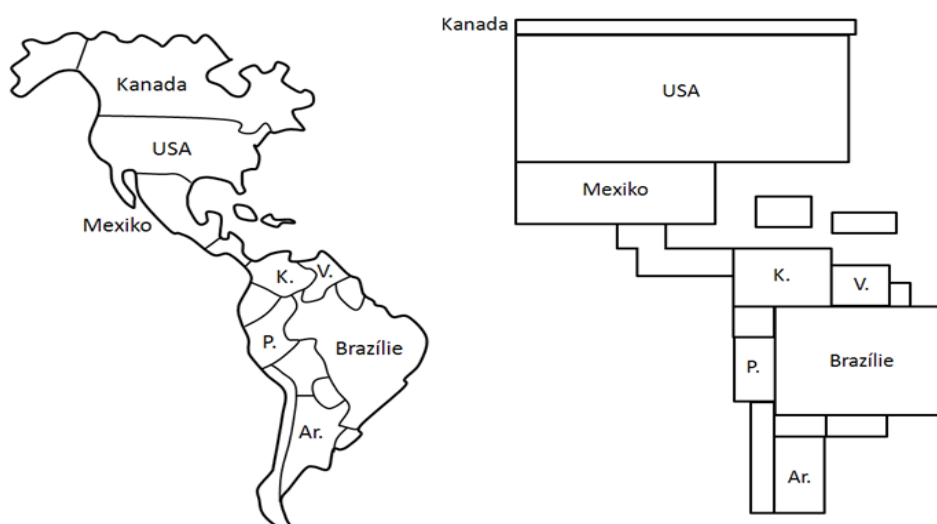 Kanada
USA
Mexiko
K.
V.
P.
Brazílie
Ar.
Kanada
USA
Mexiko
K.
V.
P.
Brazílie
Ar.